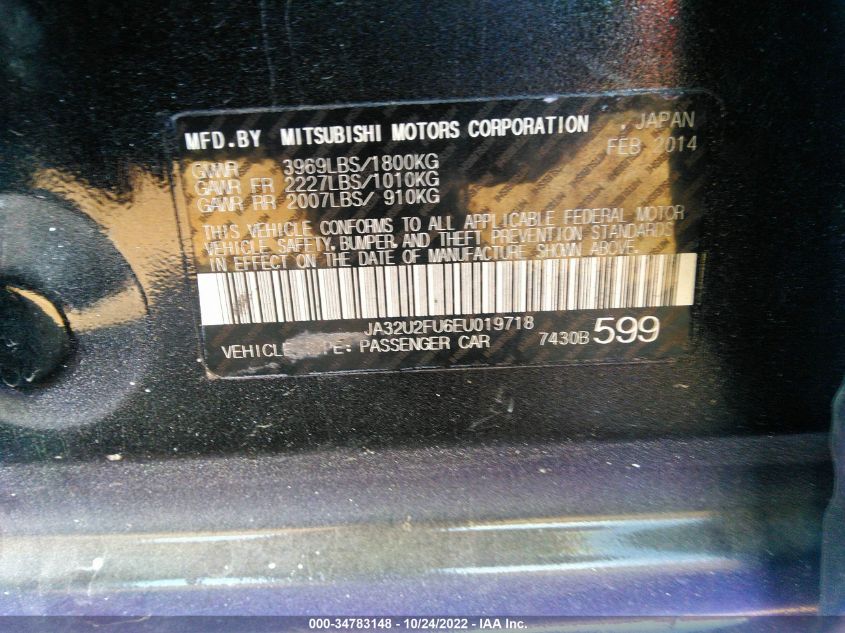 MFD.BY MITSUBISHI MOTORS CORPORATION , JAPAN
FEB 2014
GVWR 3969LBS/1800KG
GAWR FR 2227LBS/1010KG
GAWR RR 2007LBS/ 910KG
THIS VEHICLE CONFORMS TO ALL APPLICABLE FEDERAL MOTOR
VEHICLE SAFETY, BUMPER, AND THEFT PREVENTION STANDARDS
IN EFFECT ON THE DATE OF MANUFACTURE SHOWN ABOVE.
JA32U2FU6EU019718
VEHICLE TYPE: PASSENGER CAR 7430B 599
000-34783148 - 10/24/2022 - IAA Inc.